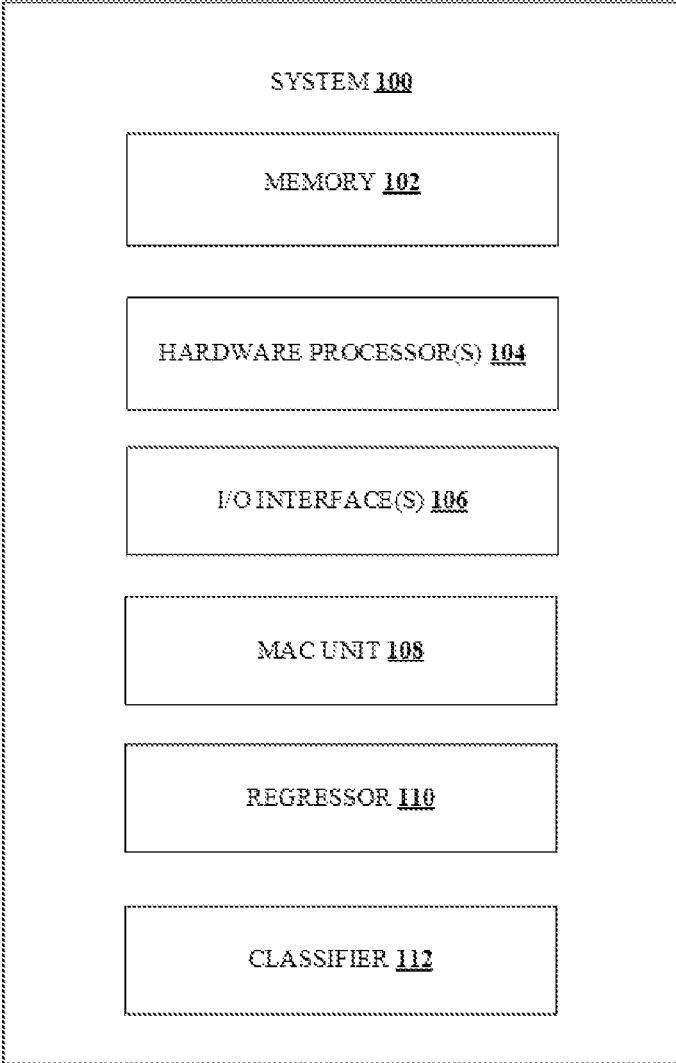 SYSTEM 100
MEMORY 102
HARDWARE PROCESSOR(S) 104
I/O INTERFACE(S) 106
MAC UNIT 108
REGRESSOR 110
CLASSIFIER 112